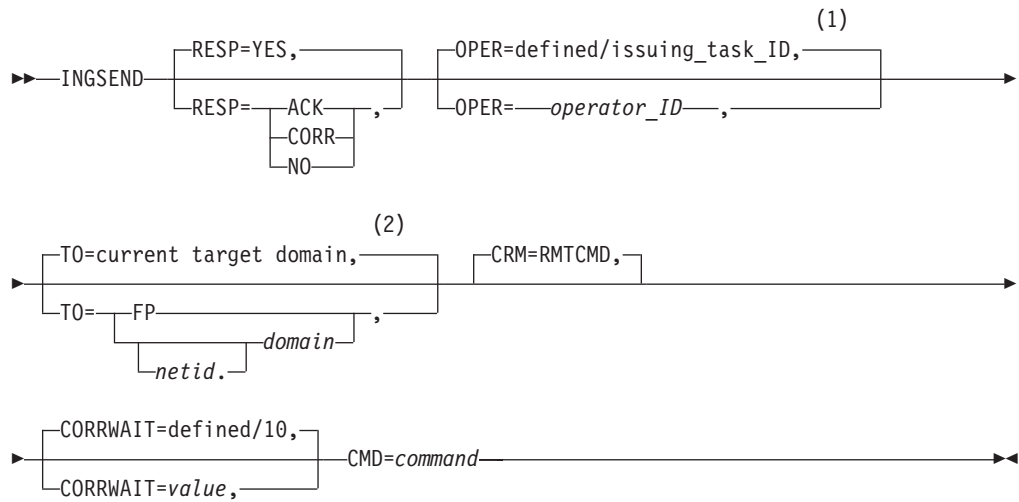 (1)
RESP=YES, OPER=defined/issuing_task_ID,
INGSEND
RESP= ACK , OPER= operator_ID ,
CORR
NO
(2)
TO=current target domain, CRM=RMTCMD,
TO= FP ,
domain
netid.
CORRWAIT=defined/10,
CMD=command
CORRWAIT=value,